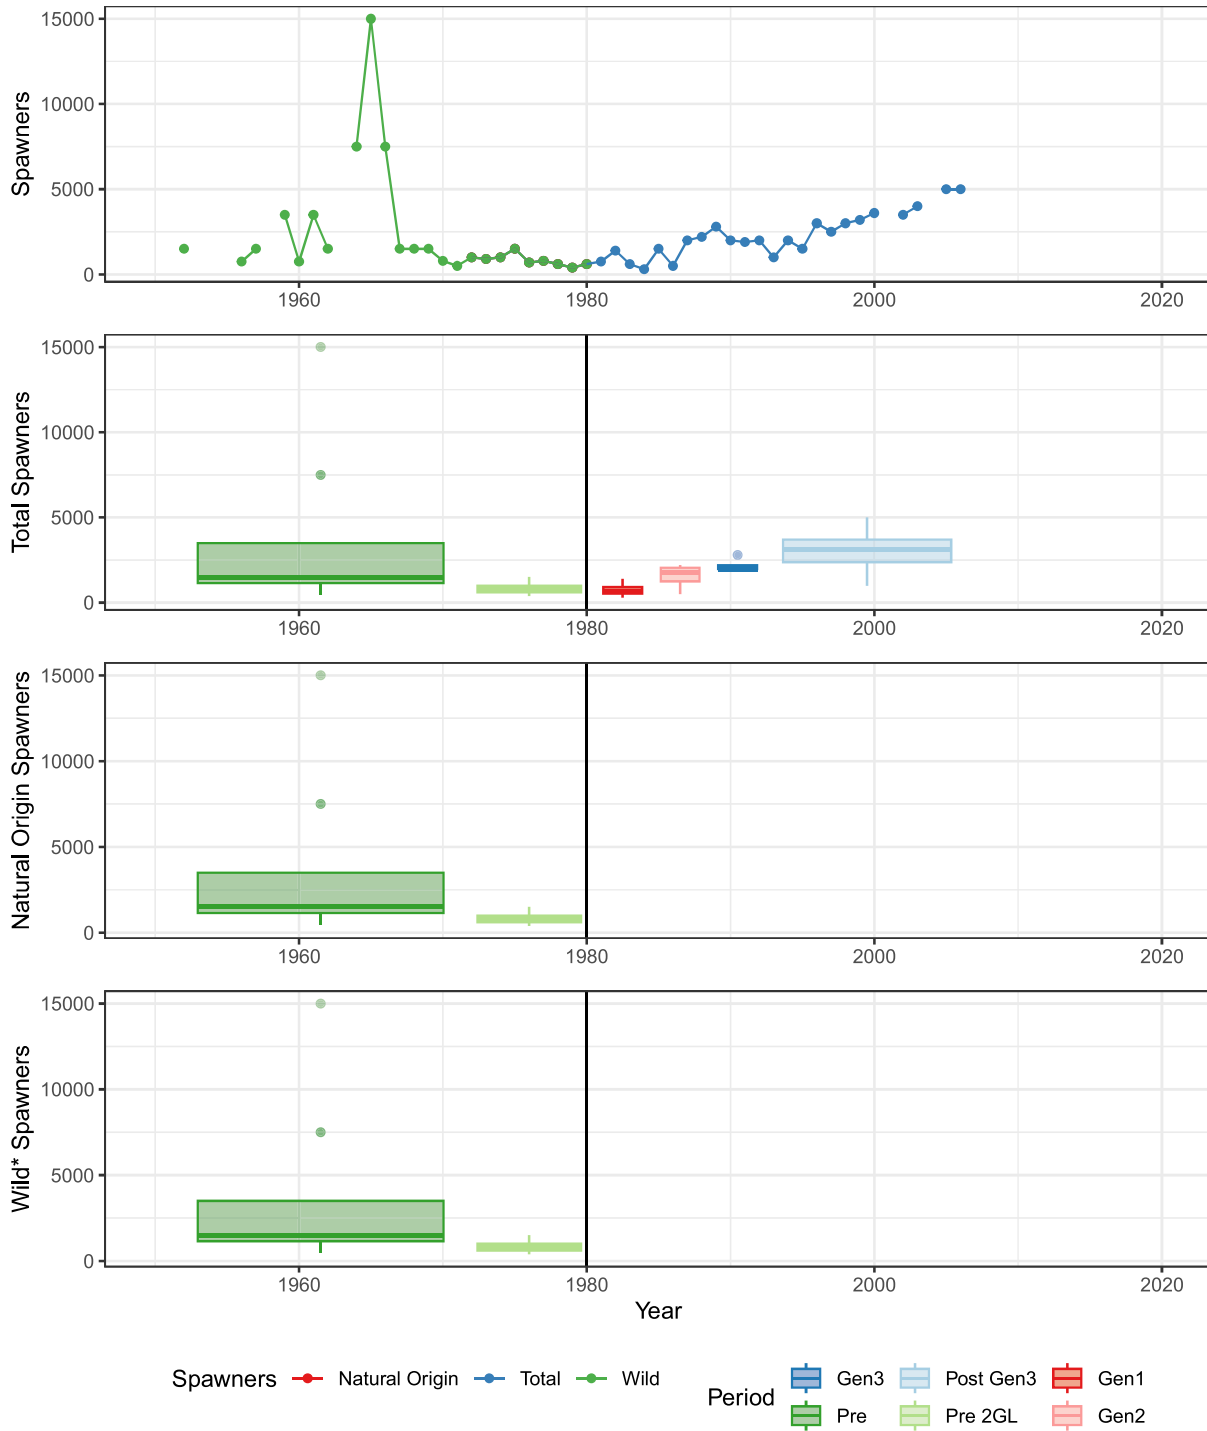 15000
10000
5000
0
Spawners
1960 1980 2000 2020
15000
10000
5000
0
Total Spawners
1960 1980 2000 2020
15000
10000
5000
0
Natural Origin Spawners
1960 1980 2000 2020
15000
10000
5000
0
Wild* Spawners
1960 1980 2000 2020
Year
Spawners Natural Origin Total Wild
Period Gen3 Post Gen3 Gen1
Pre Pre 2GL Gen2